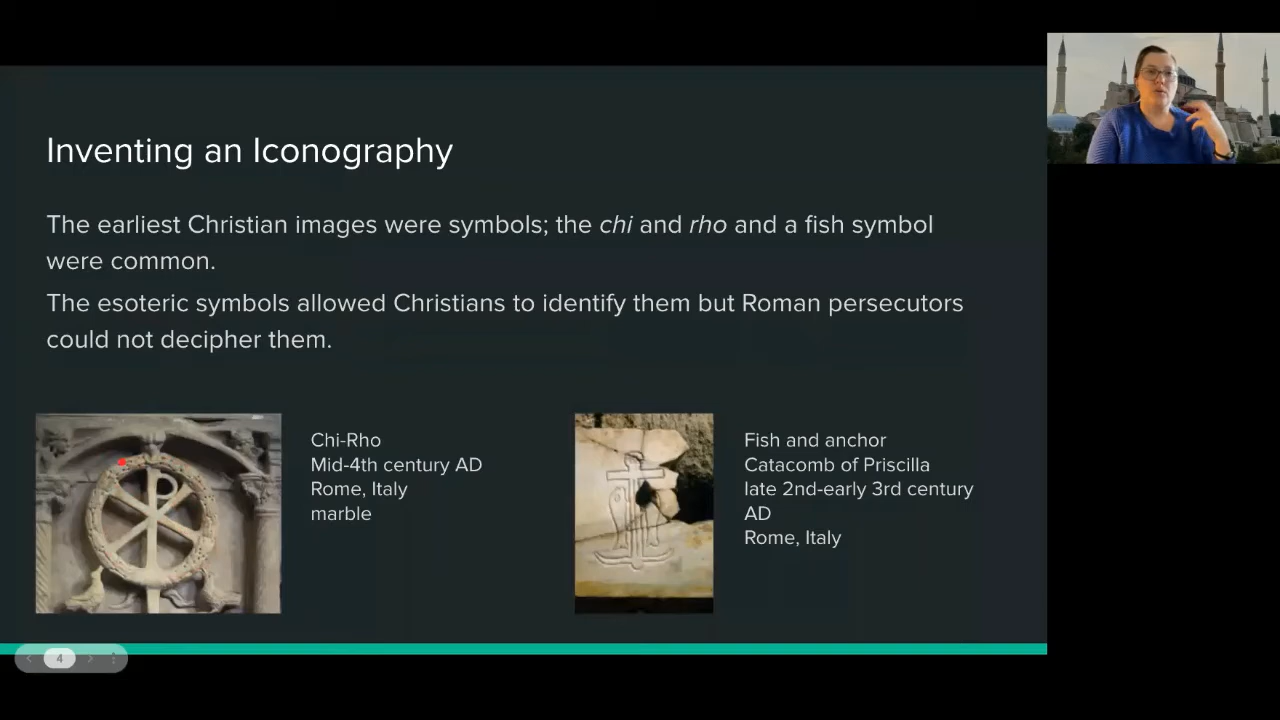 Inventing an Iconography
The earliest Christian images were symbols; the chi and rho and a fish symbol
were common.
The esoteric symbols allowed Christians to identify them but Roman persecutors
could not decipher them.
Chi-Rho
Mid-4th century AD
Rome, Italy
marble
Fish and anchor
Catacomb of Priscilla
late 2nd-early 3rd century
AD
Rome, Italy
4